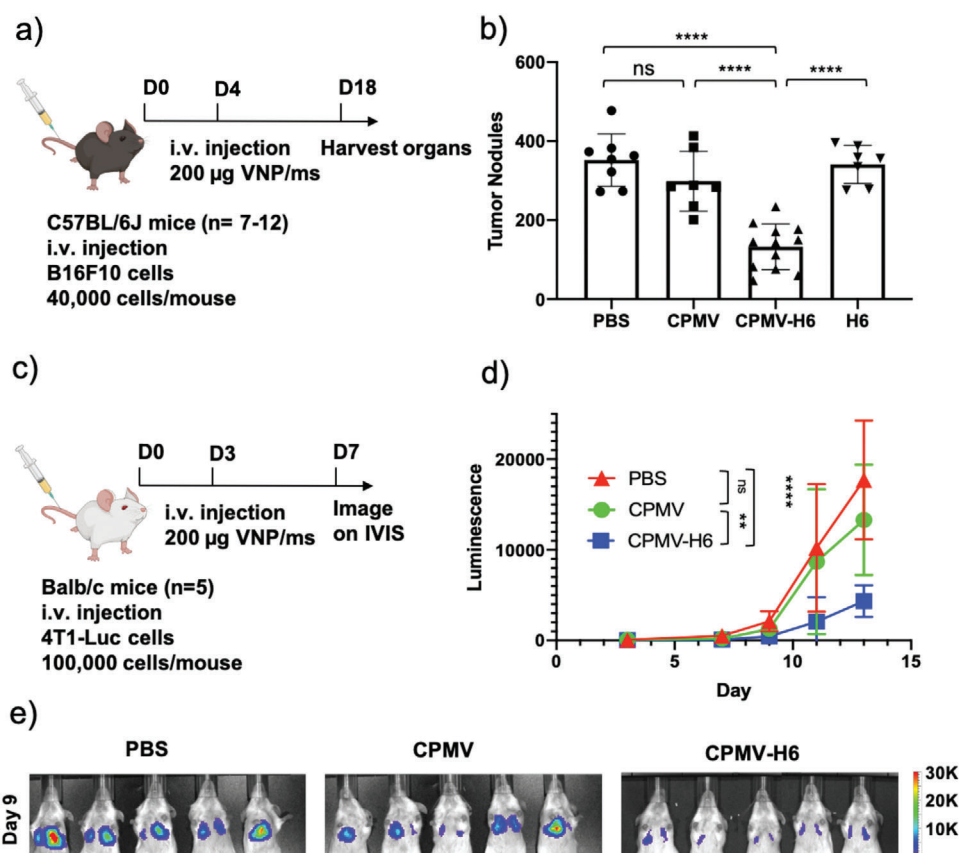 a)
D0 D4 D18
i.v. injection Harvest organs
200 µg VNP/ms
C57BL/6J mice (n= 7-12)
i.v. injection
B16F10 cells
40,000 cells/mouse
b)
****
ns **** ****
600
400
200
0
Tumor Nodules
PBS CPMV CPMV-H6 H6
c)
D0 D3 D7
i.v. injection Image
200 µg VNP/ms on IVIS
Balb/c mice (n=5)
i.v. injection
4T1-Luc cells
100,000 cells/mouse
d)
20000
10000
0
Luminescence
PBS
CPMV
CPMV-H6
ns
**
****
0 5 10 15
Day
e)
PBS CPMV CPMV-H6
Day 9
30K
20K
10K